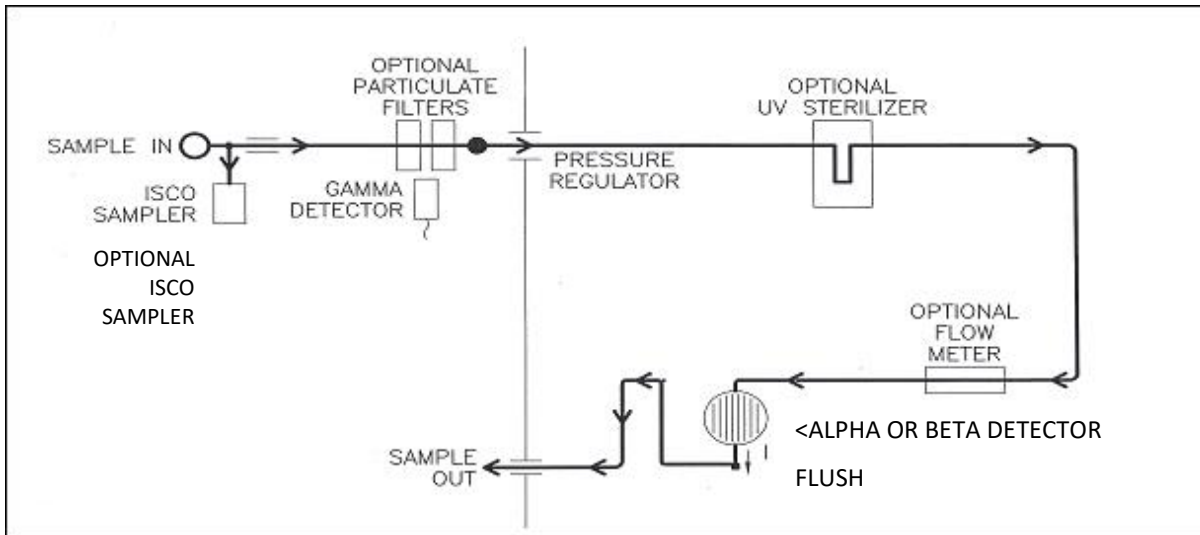 OPTIONAL
PARTICULATE
FILTERS
OPTIONAL
UV STERILIZER
SAMPLE IN
PRESSURE
REGULATOR
ISCO
SAMPLER
GAMMA
DETECTOR
OPTIONAL
ISCO
SAMPLER
OPTIONAL
FLOW
METER
<ALPHA OR BETA DETECTOR
FLUSH
SAMPLE
OUT